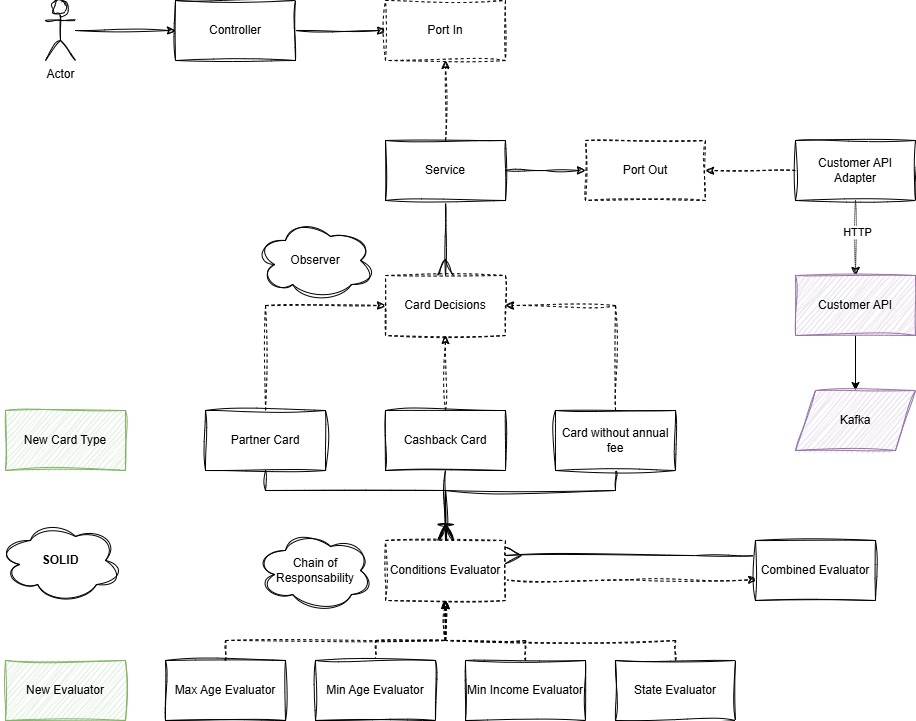 Controller
Port In
Actor
Service
Port Out
Customer API
Adapter
HTTP
Observer
Card Decisions
Customer API
New Card Type
Partner Card
Cashback Card
Card without annual
fee
Kafka
SOLID
Chain of
Responsability
Conditions Evaluator
Combined Evaluator
New Evaluator
Max Age Evaluator
Min Age Evaluator
Min Income Evaluator
State Evaluator